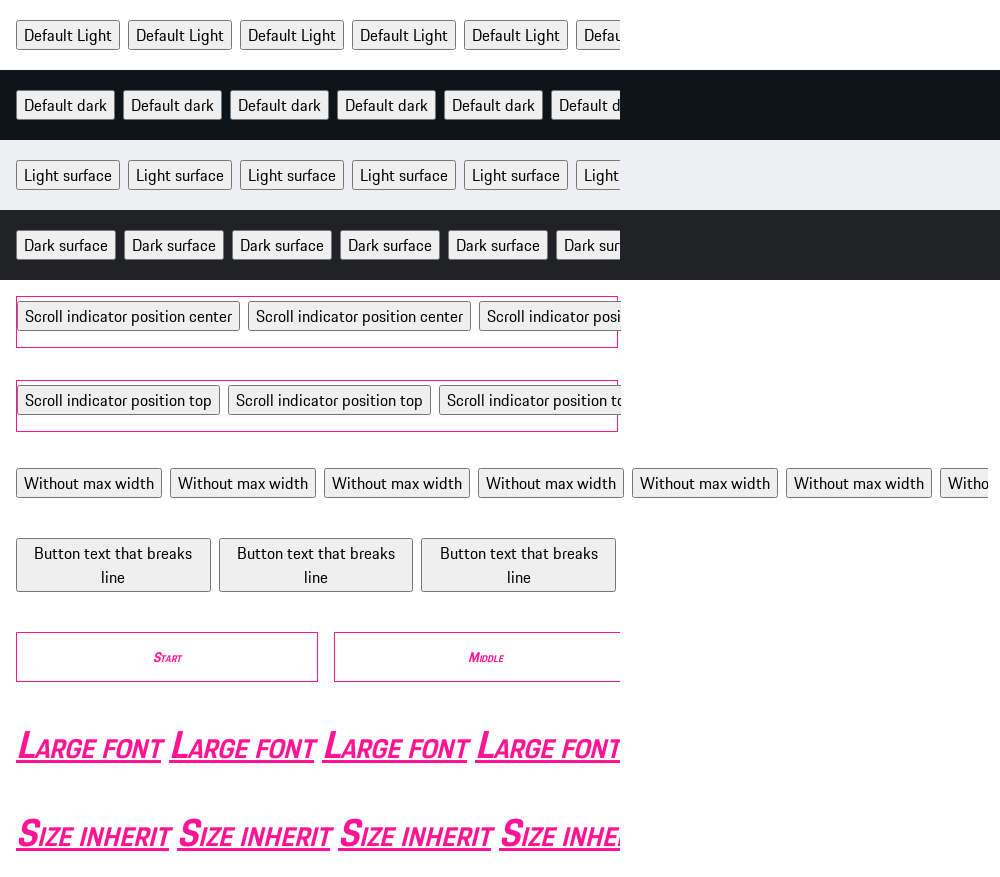 Default Light Default Light Default Light Default Light Default Light Defau
Default dark Default dark Default dark Default dark Default dark Default d
Light surface Light surface Light surface Light surface Light surface Light
Dark surface Dark surface Dark surface Dark surface Dark surface Dark sur
Scroll indicator position center Scroll indicator position center Scroll indicator posi
Scroll indicator position top Scroll indicator position top Scroll indicator position to
Without max width Without max width Without max width Without max width Without max width Without max width Witho
Button text that breaks Button text that breaks Button text that breaks
line line line
Start Middle
Large font Large font Large font Large font
Size inherit Size inherit Size inherit Size inhe